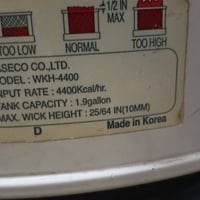 1/2 IN
MAX
TOO LOW
NORMAL
TOO HIGH
ASECO CO.,LTD.
MODEL: WKH-4400
INPUT RATE : 4400Kcal/hr.
TANK CAPACITY : 1.9gallon
MAX. WICK HEIGHT : 25/64 IN(10MM)
D
Made in Korea